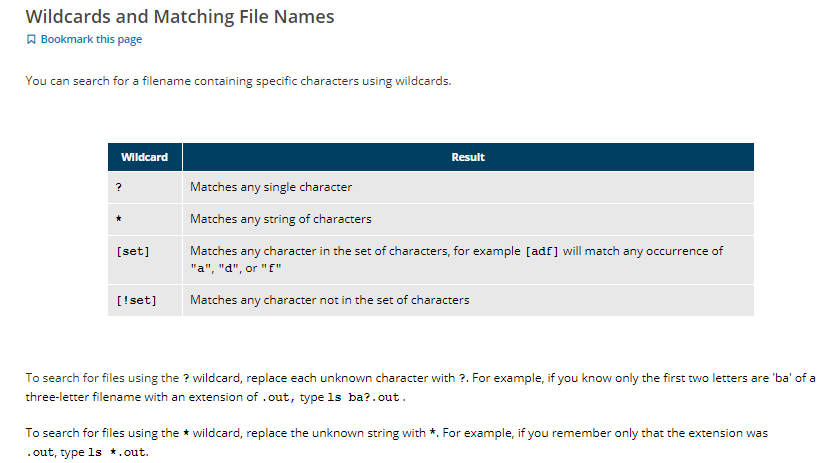 Wildcards and Matching File Names
Bookmark this page
You can search for a filename containing specific characters using wildcards.
Wildcard Result
? Matches any single character
* Matches any string of characters
[set] Matches any character in the set of characters, for example [adf] will match any occurrence of
"a", "d", or "f"
[!set] Matches any character not in the set of characters
To search for files using the ? wildcard, replace each unknown character with ?. For example, if you know only the first two letters are 'ba' of a
three-letter filename with an extension of .out, type ls ba?.out.
To search for files using the * wildcard, replace the unknown string with *. For example, if you remember only that the extension was
.out, type ls *.out.